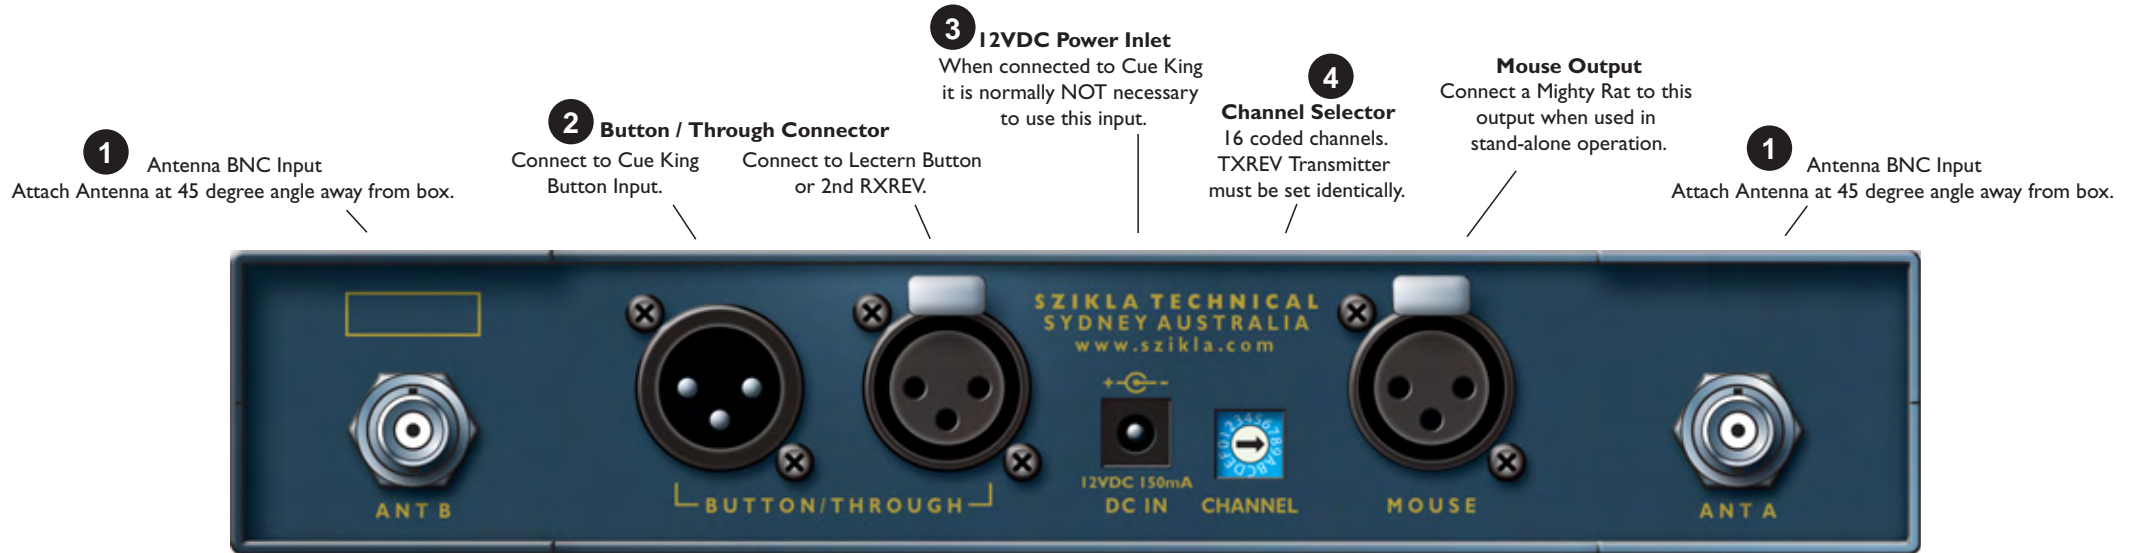 1
Antenna BNC Input
Attach Antenna at 45 degree angle away from box.
2 Button / Through Connector
Connect to Cue King
Button Input.
Connect to Lectern Button
or 2nd RXREV.
3 12VDC Power Inlet
When connected to Cue King
it is normally NOT necessary
to use this input.
4
Channel Selector
16 coded channels.
TXREV Transmitter
must be set identically.
Mouse Output
Connect a Mighty Rat to this
output when used in
stand-alone operation.
1
Antenna BNC Input
Attach Antenna at 45 degree angle away from box.
SZIKLA TECHNICAL
SYDNEY AUSTRALIA
www.szikla.com
+ -
0123456789ABCDEF
ANT B
BUTTON/THROUGH
12VDC 150mA
DC IN
CHANNEL
MOUSE
ANT A